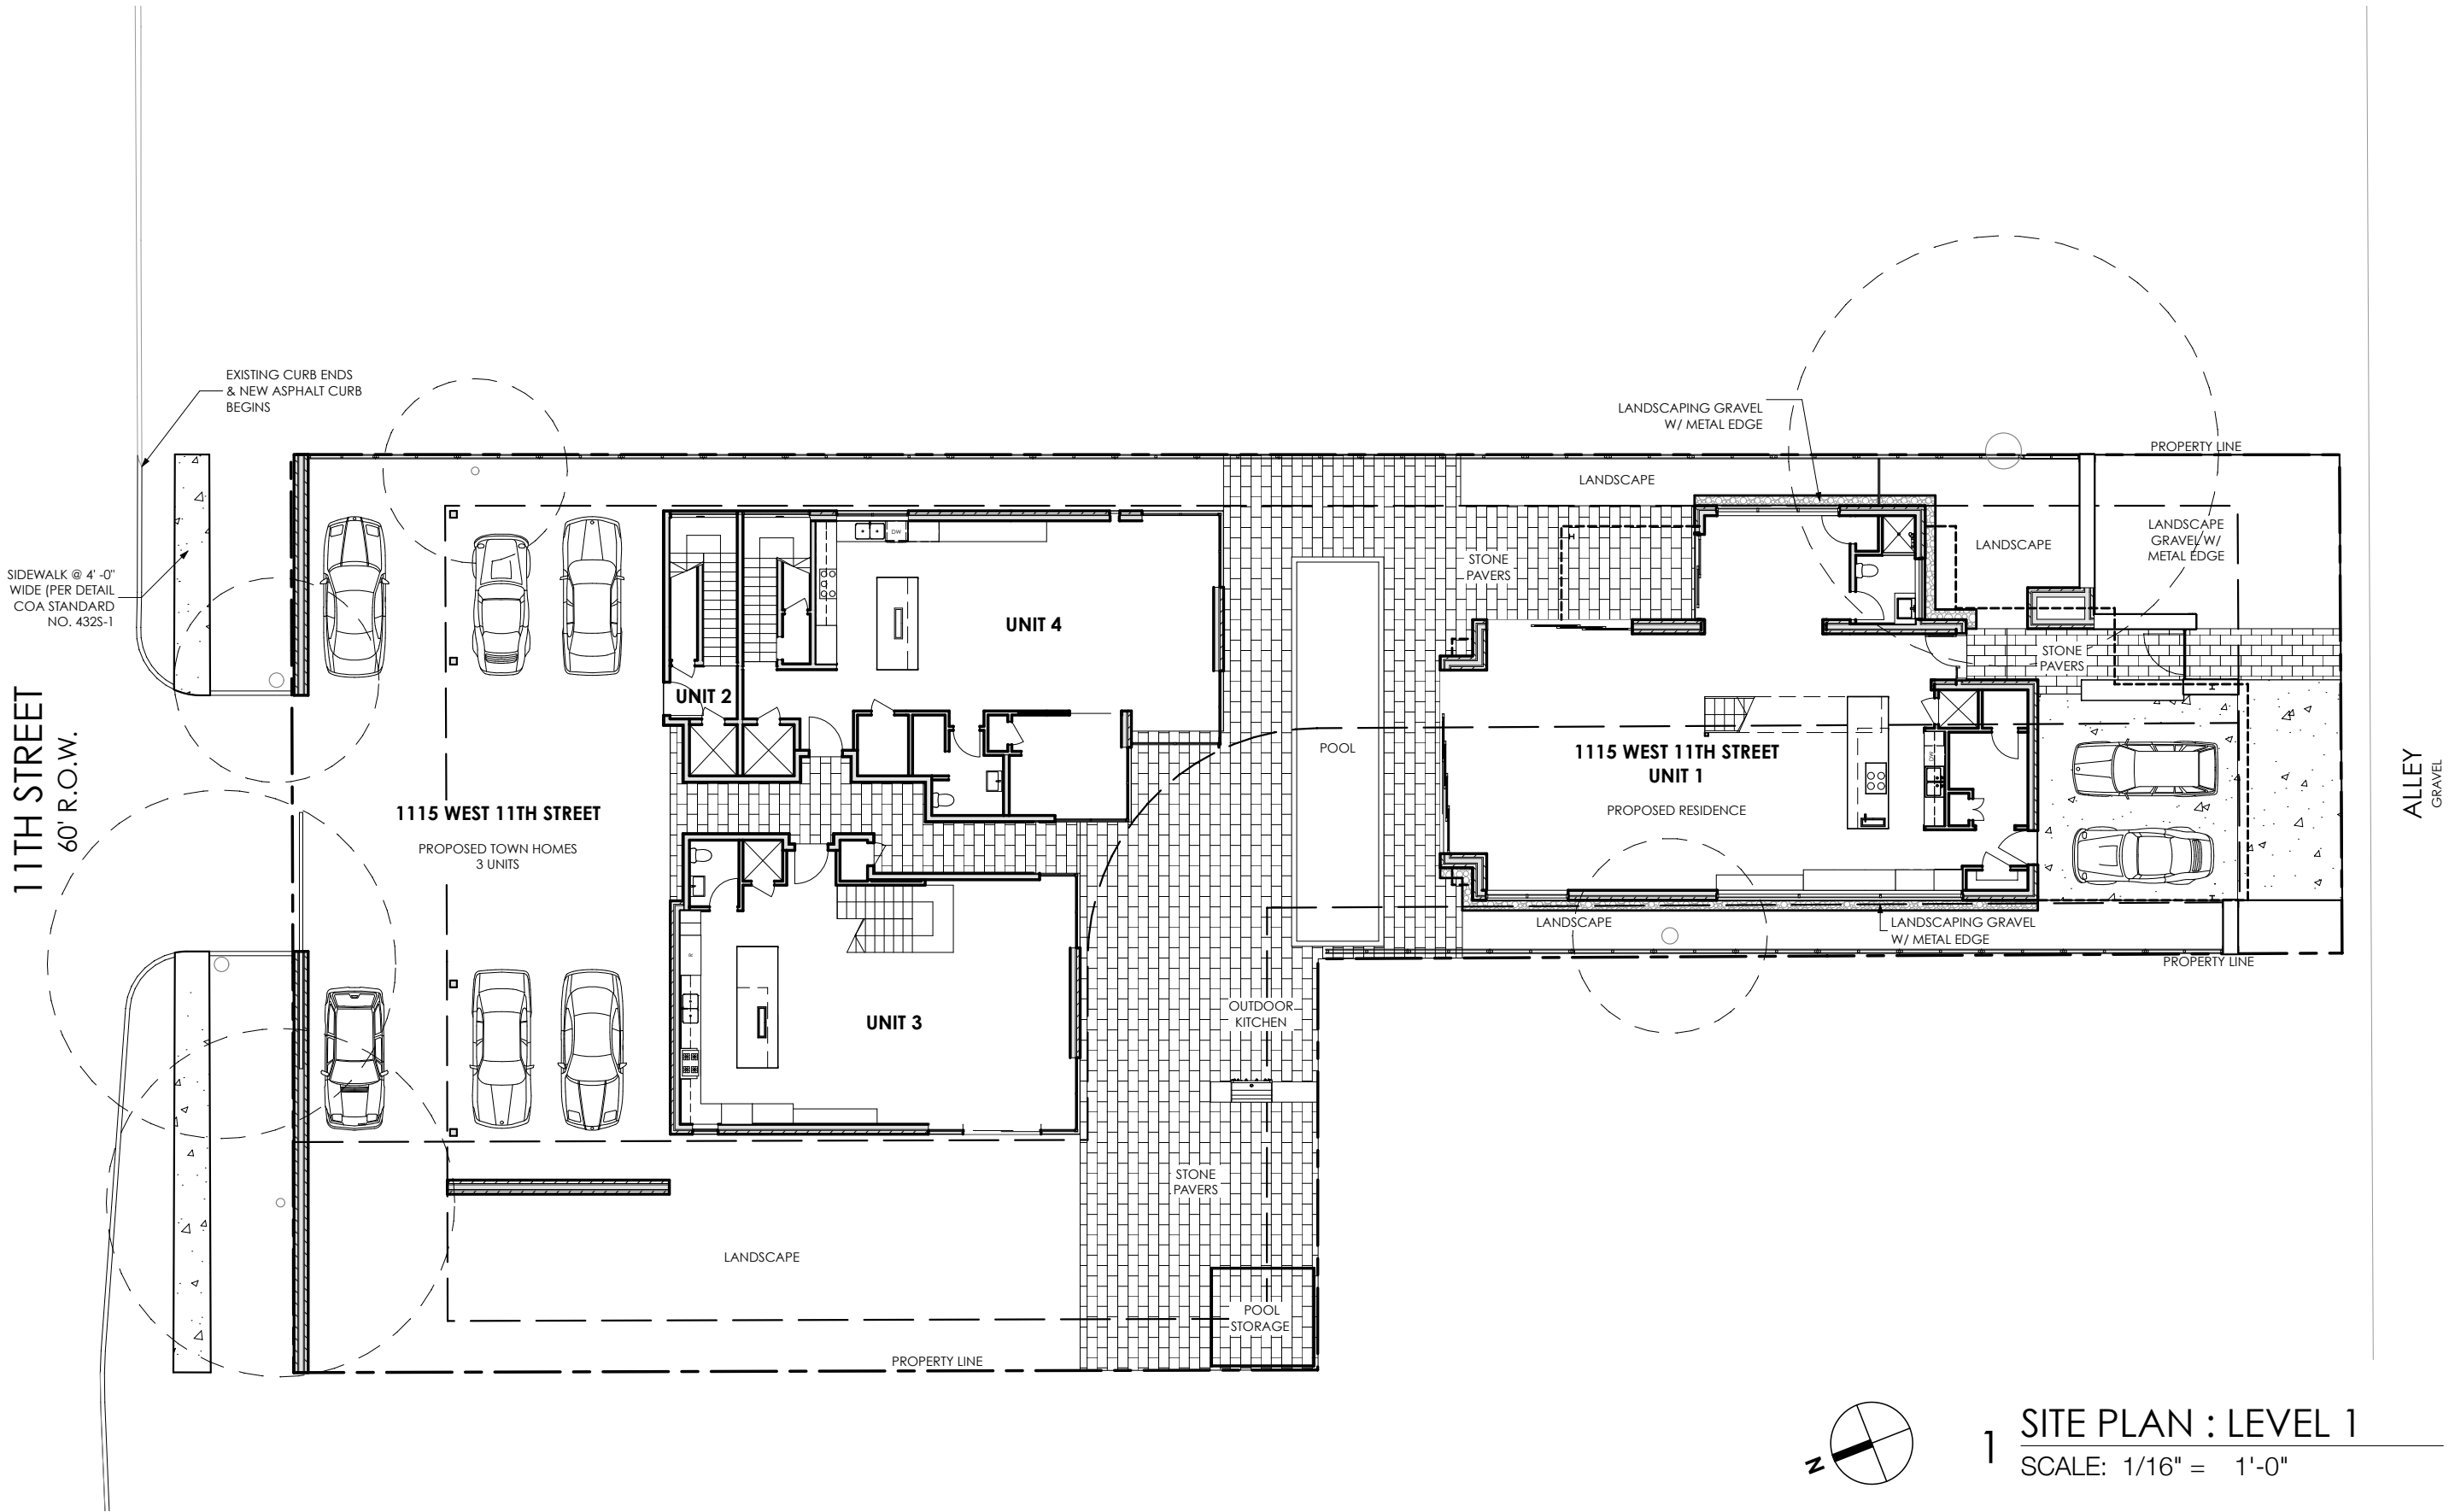 EXISTING CURB ENDS
& NEW ASPHALT CURB
BEGINS
SIDEWALK @ 4' -0"
WIDE (PER DETAIL
COA STANDARD
NO. 432S-1
11TH STREET
60' R.O.W.
1115 WEST 11TH STREET
PROPOSED TOWN HOMES
3 UNITS
UNIT 2
UNIT 4
DW
UNIT 3
LANDSCAPE
PROPERTY LINE
STONE
PAVERS
OUTDOOR
KITCHEN
POOL
STORAGE
POOL
STONE
PAVERS
LANDSCAPE
LANDSCAPING GRAVEL
W/ METAL EDGE
1115 WEST 11TH STREET
UNIT 1
PROPOSED RESIDENCE
DW
LANDSCAPE
LANDSCAPING GRAVEL
W/ METAL EDGE
LANDSCAPE
STONE
PAVERS
PROPERTY LINE
LANDSCAPE
GRAVEL W/
METAL EDGE
PROPERTY LINE
ALLEY
GRAVEL
N
1
SITE PLAN : LEVEL 1
SCALE: 1/16" = 1'-0"